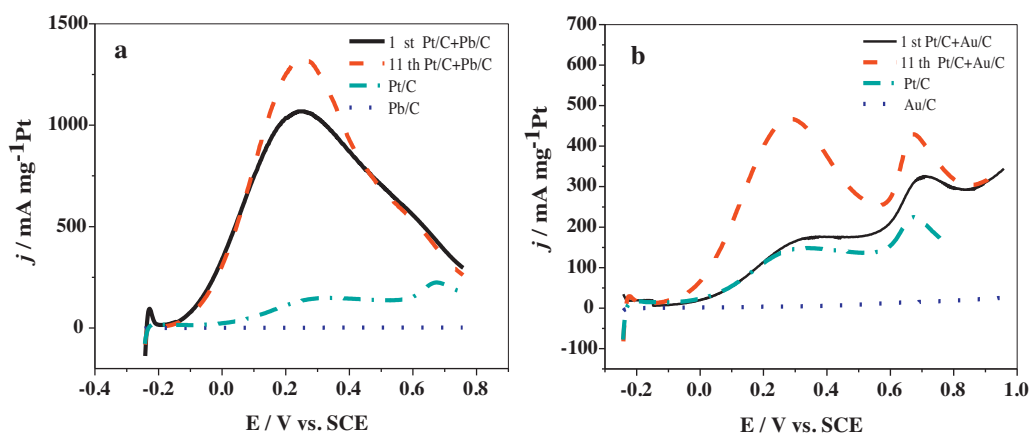 a
1 st Pt/C+Pb/C
11 th Pt/C+Pb/C
Pt/C
Pb/C
1500
1000
500
0
j / mA mg⁻¹Pt
-0.4 -0.2 0.0 0.2 0.4 0.6 0.8
E / V vs. SCE
b
1 st Pt/C+Au/C
11 th Pt/C+Au/C
Pt/C
Au/C
700
600
500
400
300
200
100
0
-100
j / mA mg⁻¹Pt
-0.2 0.0 0.2 0.4 0.6 0.8 1.0
E / V vs. SCE